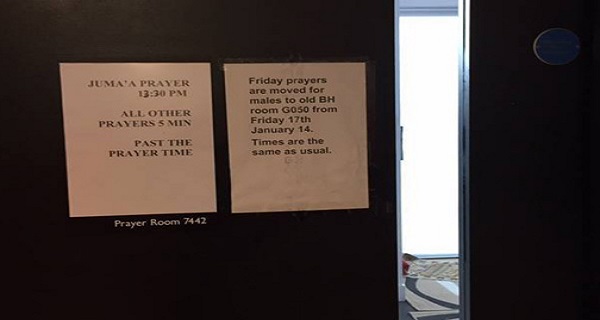 JUMA'A PRAYER
13:30 PM
ALL OTHER
PRAYERS 5 MIN
PAST THE
PRAYER TIME
Friday prayers
are moved for
males to old BH
room G050 from
Friday 17th
January 14.
Times are the
same as usual.
Prayer Room 7442